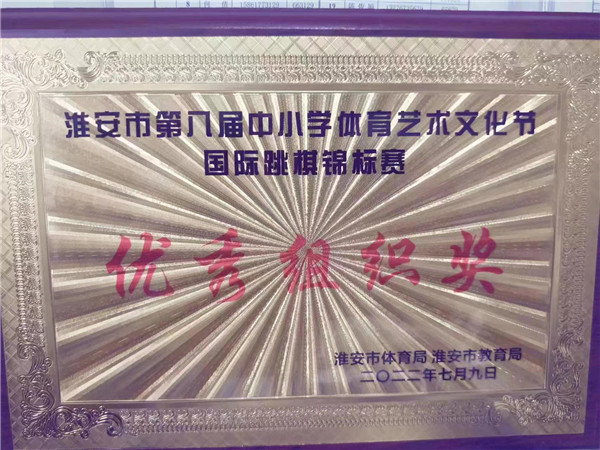 淮安市第八届中小学体育艺术文化节
国际跳棋锦标赛
优秀组织奖
淮安市体育局 淮安市教育局
二〇二二年七月九日